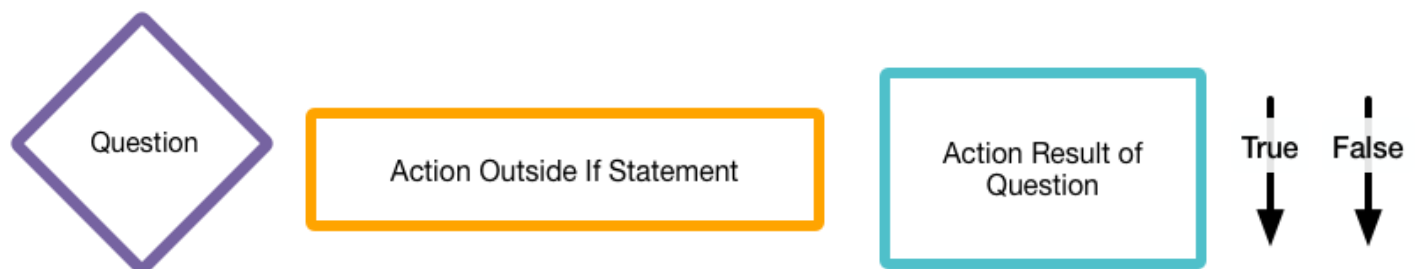 Question
Action Outside If Statement
Action Result of
Question
True
False